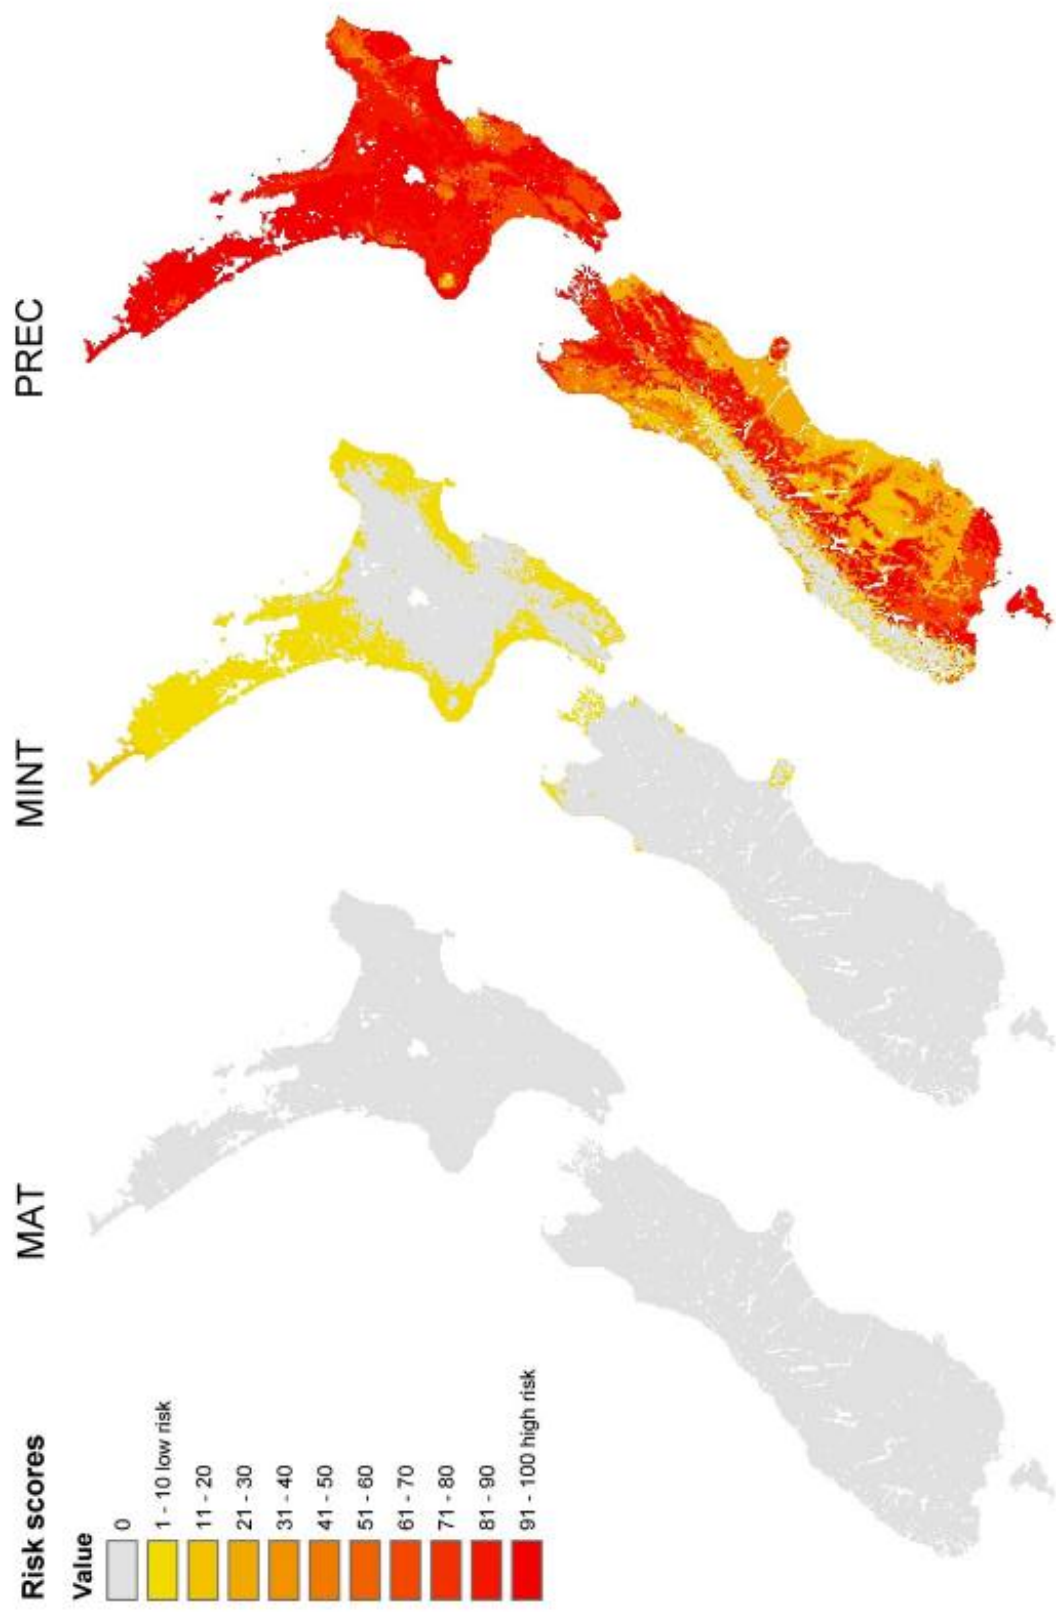 Risk scores
Value
0
1 - 10 low risk
11 - 20
21 - 30
31 - 40
41 - 50
51 - 60
61 - 70
71 - 80
81 - 90
91 - 100 high risk
MAT
MINT
PREC